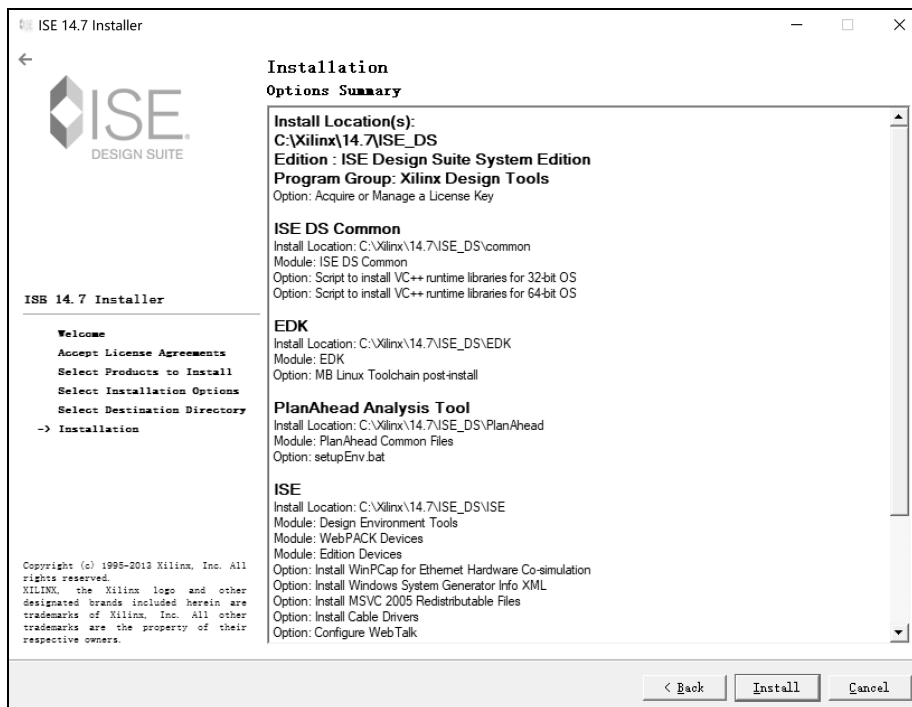 ISE 14.7 Installer
ISE®
DESIGN SUITE
ISE 14.7 Installer
Welcome
Accept License Agreements
Select Products to Install
Select Installation Options
Select Destination Directory
-> Installation
Copyright (c) 1995-2013 Xilinx, Inc. All
rights reserved.
XILINX, the Xilinx logo and other
designated brands included herein are
trademarks of Xilinx, Inc. All other
trademarks are the property of their
respective owners.
Installation
Options Summary
Install Location(s):
C:\Xilinx\14.7\ISE_DS
Edition : ISE Design Suite System Edition
Program Group: Xilinx Design Tools
Option: Acquire or Manage a License Key
ISE DS Common
Install Location: C:\Xilinx\14.7\ISE_DS\common
Module: ISE DS Common
Option: Script to install VC++ runtime libraries for 32-bit OS
Option: Script to install VC++ runtime libraries for 64-bit OS
EDK
Install Location: C:\Xilinx\14.7\ISE_DS\EDK
Module: EDK
Option: MB Linux Toolchain post-install
PlanAhead Analysis Tool
Install Location: C:\Xilinx\14.7\ISE_DS\PlanAhead
Module: PlanAhead Common Files
Option: setupEnv.bat
ISE
Install Location: C:\Xilinx\14.7\ISE_DS\ISE
Module: Design Environment Tools
Module: WebPACK Devices
Module: Edition Devices
Option: Install WinPCap for Ethernet Hardware Co-simulation
Option: Install Windows System Generator Info XML
Option: Install MSVC 2005 Redistributable Files
Option: Install Cable Drivers
Option: Configure WebTalk
< Back
Install
Cancel